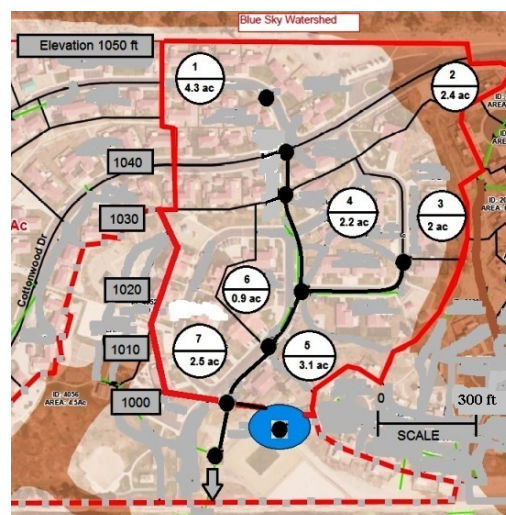 Blue Sky Watershed
Elevation 1050 ft
1
4.3 ac
2
2.4 ac
1040
1030
4
2.2 ac
3
2 ac
Cottonwood Dr
1020
6
0.9 ac
1010
7
2.5 ac
5
3.1 ac
1000
ID: 4056
AREA: 4.5Ac
0
300 ft
SCALE